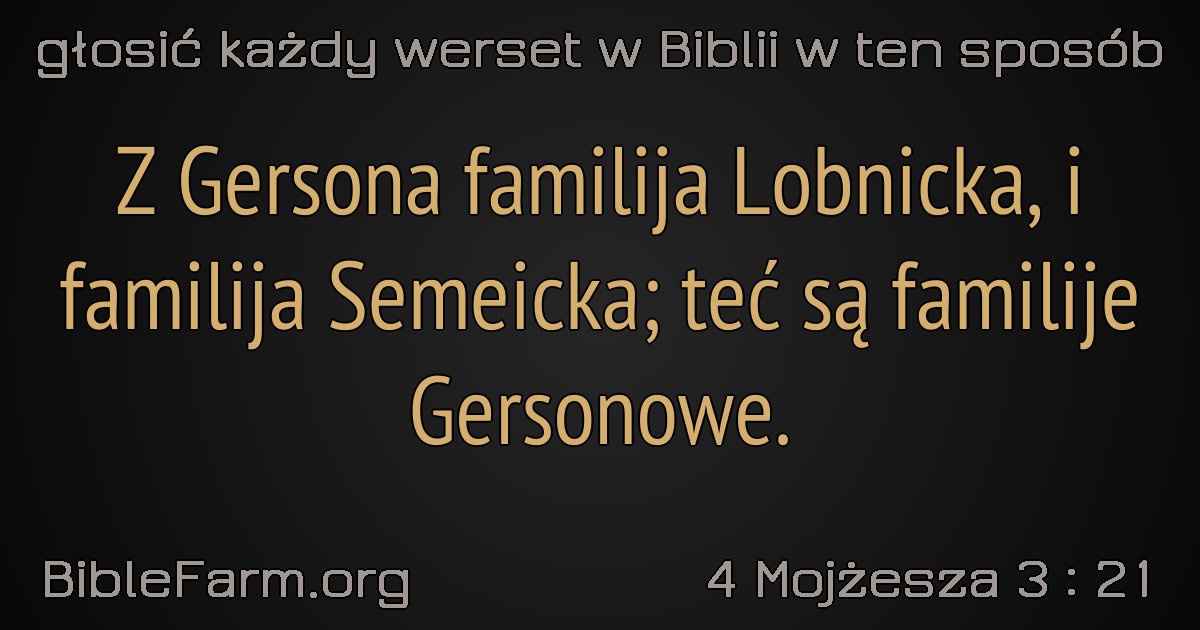 głosić każdy werset w Biblii w ten sposób
Z Gersona familija Lobnicka, i
familija Semeicka; teć są familije
Gersonowe.
BibleFarm.org
4 Mojżesza 3 : 21